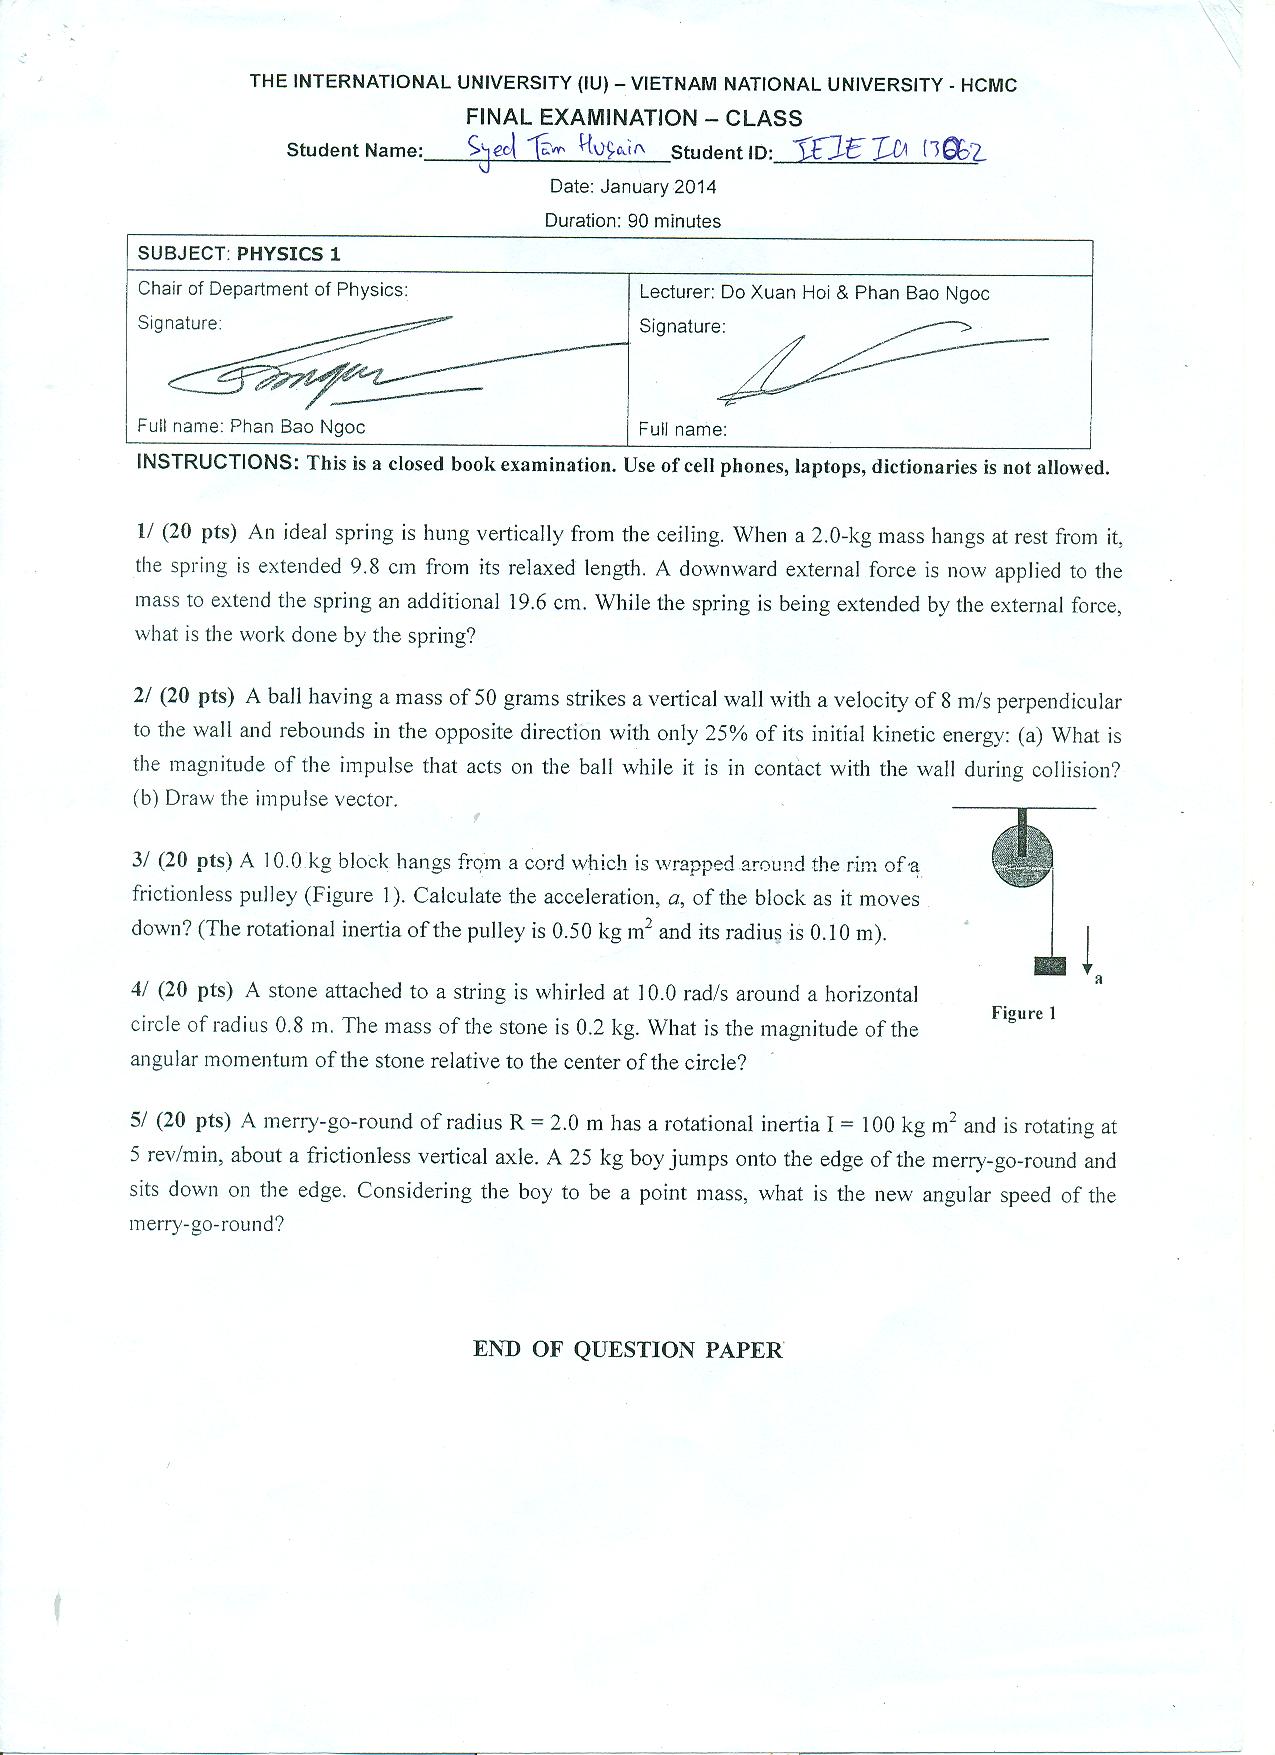 THE INTERNATIONAL UNIVERSITY (IU) – VIETNAM NATIONAL UNIVERSITY - HCMC
FINAL EXAMINATION – CLASS
Student Name: Syed Tam Husain Student ID: IEIEIU13062
Date: January 2014
Duration: 90 minutes
SUBJECT: PHYSICS 1
Chair of Department of Physics:
Signature:
Full name: Phan Bao Ngoc
Lecturer: Do Xuan Hoi & Phan Bao Ngoc
Signature:
Full name:
INSTRUCTIONS: This is a closed book examination. Use of cell phones, laptops, dictionaries is not allowed.
1/ (20 pts) An ideal spring is hung vertically from the ceiling. When a 2.0-kg mass hangs at rest from it,
the spring is extended 9.8 cm from its relaxed length. A downward external force is now applied to the
mass to extend the spring an additional 19.6 cm. While the spring is being extended by the external force,
what is the work done by the spring?
2/ (20 pts) A ball having a mass of 50 grams strikes a vertical wall with a velocity of 8 m/s perpendicular
to the wall and rebounds in the opposite direction with only 25% of its initial kinetic energy: (a) What is
the magnitude of the impulse that acts on the ball while it is in contact with the wall during collision?
(b) Draw the impulse vector.
3/ (20 pts) A 10.0 kg block hangs from a cord which is wrapped around the rim of a
frictionless pulley (Figure 1). Calculate the acceleration, a, of the block as it moves
down? (The rotational inertia of the pulley is 0.50 kg m² and its radius is 0.10 m).
a
Figure 1
4/ (20 pts) A stone attached to a string is whirled at 10.0 rad/s around a horizontal
circle of radius 0.8 m. The mass of the stone is 0.2 kg. What is the magnitude of the
angular momentum of the stone relative to the center of the circle?
5/ (20 pts) A merry-go-round of radius R = 2.0 m has a rotational inertia I = 100 kg m² and is rotating at
5 rev/min, about a frictionless vertical axle. A 25 kg boy jumps onto the edge of the merry-go-round and
sits down on the edge. Considering the boy to be a point mass, what is the new angular speed of the
merry-go-round?
END OF QUESTION PAPER